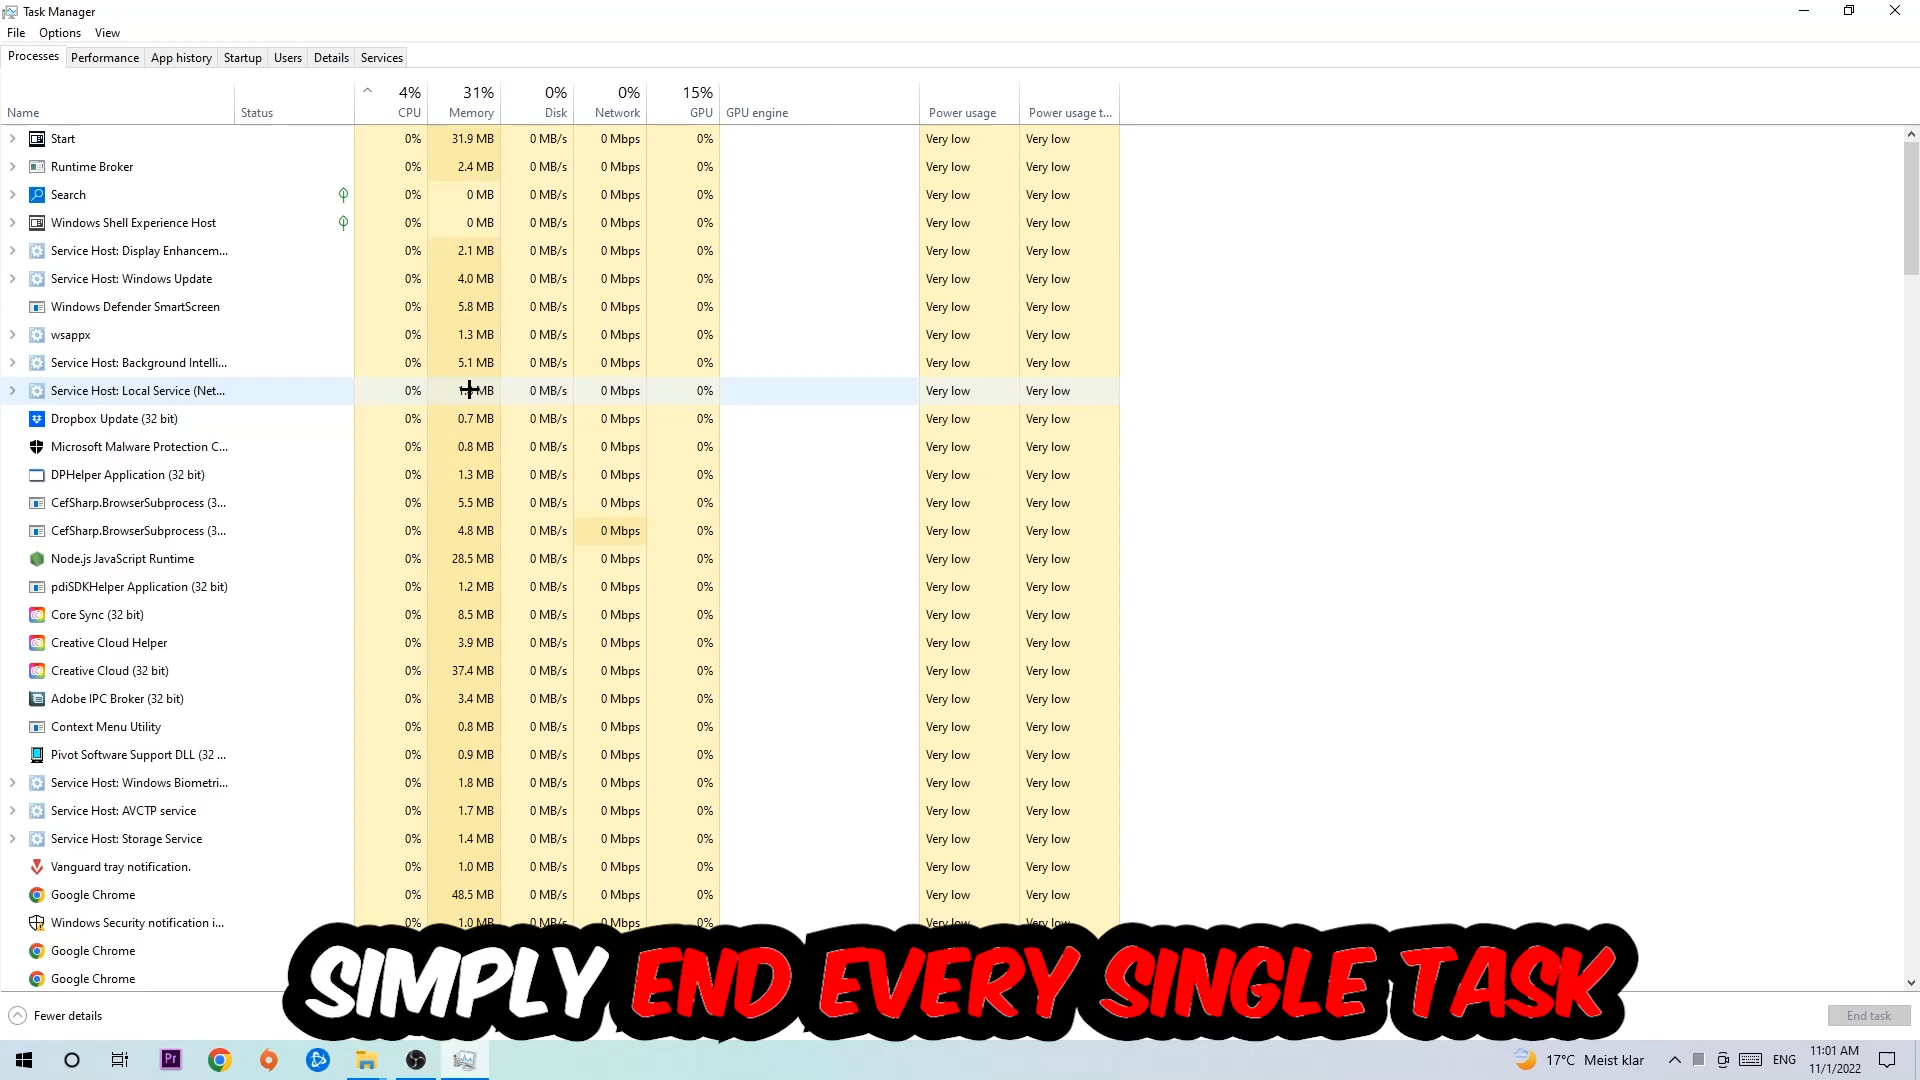 Task Manager
File Options View
Processes Performance App history Startup Users Details Services
4% 31% 0% 0% 15%
Name Status CPU Memory Disk Network GPU GPU engine Power usage Power usage t...
Start 0% 31.9 MB 0 MB/s 0 Mbps 0% Very low Very low
Runtime Broker 0% 2.4 MB 0 MB/s 0 Mbps 0% Very low Very low
Search 0% 0 MB 0 MB/s 0 Mbps 0% Very low Very low
Windows Shell Experience Host 0% 0 MB 0 MB/s 0 Mbps 0% Very low Very low
Service Host: Display Enhancem... 0% 2.1 MB 0 MB/s 0 Mbps 0% Very low Very low
Service Host: Windows Update 0% 4.0 MB 0 MB/s 0 Mbps 0% Very low Very low
Windows Defender SmartScreen 0% 5.8 MB 0 MB/s 0 Mbps 0% Very low Very low
wsappx 0% 1.3 MB 0 MB/s 0 Mbps 0% Very low Very low
Service Host: Background Intelli... 0% 5.1 MB 0 MB/s 0 Mbps 0% Very low Very low
Service Host: Local Service (Net... 0% MB 0 MB/s 0 Mbps 0% Very low Very low
Dropbox Update (32 bit) 0% 0.7 MB 0 MB/s 0 Mbps 0% Very low Very low
Microsoft Malware Protection C... 0% 0.8 MB 0 MB/s 0 Mbps 0% Very low Very low
DPHelper Application (32 bit) 0% 1.3 MB 0 MB/s 0 Mbps 0% Very low Very low
CefSharp.BrowserSubprocess (3... 0% 5.5 MB 0 MB/s 0 Mbps 0% Very low Very low
CefSharp.BrowserSubprocess (3... 0% 4.8 MB 0 MB/s 0 Mbps 0% Very low Very low
Node.js JavaScript Runtime 0% 28.5 MB 0 MB/s 0 Mbps 0% Very low Very low
pdiSDKHelper Application (32 bit) 0% 1.2 MB 0 MB/s 0 Mbps 0% Very low Very low
Core Sync (32 bit) 0% 8.5 MB 0 MB/s 0 Mbps 0% Very low Very low
Creative Cloud Helper 0% 3.9 MB 0 MB/s 0 Mbps 0% Very low Very low
Creative Cloud (32 bit) 0% 37.4 MB 0 MB/s 0 Mbps 0% Very low Very low
Adobe IPC Broker (32 bit) 0% 3.4 MB 0 MB/s 0 Mbps 0% Very low Very low
Context Menu Utility 0% 0.8 MB 0 MB/s 0 Mbps 0% Very low Very low
Pivot Software Support DLL (32 ... 0% 0.9 MB 0 MB/s 0 Mbps 0% Very low Very low
Service Host: Windows Biometri... 0% 1.8 MB 0 MB/s 0 Mbps 0% Very low Very low
Service Host: AVCTP service 0% 1.7 MB 0 MB/s 0 Mbps 0% Very low Very low
Service Host: Storage Service 0% 1.4 MB 0 MB/s 0 Mbps 0% Very low Very low
Vanguard tray notification. 0% 1.0 MB 0 MB/s 0 Mbps 0% Very low Very low
Google Chrome 0% 48.5 MB 0 MB/s 0 Mbps 0% Very low Very low
Windows Security notification i... 0% 1.0 MB 0 MB/s 0 Mbps 0% Very low Very low
Google Chrome
Google Chrome
SIMPLY END EVERY SINGLE TASK
Fewer details End task
Pr 17°C Meist klar ENG 11:01 AM
11/1/2022